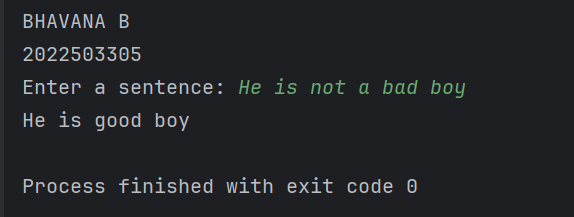 BHAVANA B
2022503305
Enter a sentence: He is not a bad boy
He is good boy
Process finished with exit code 0